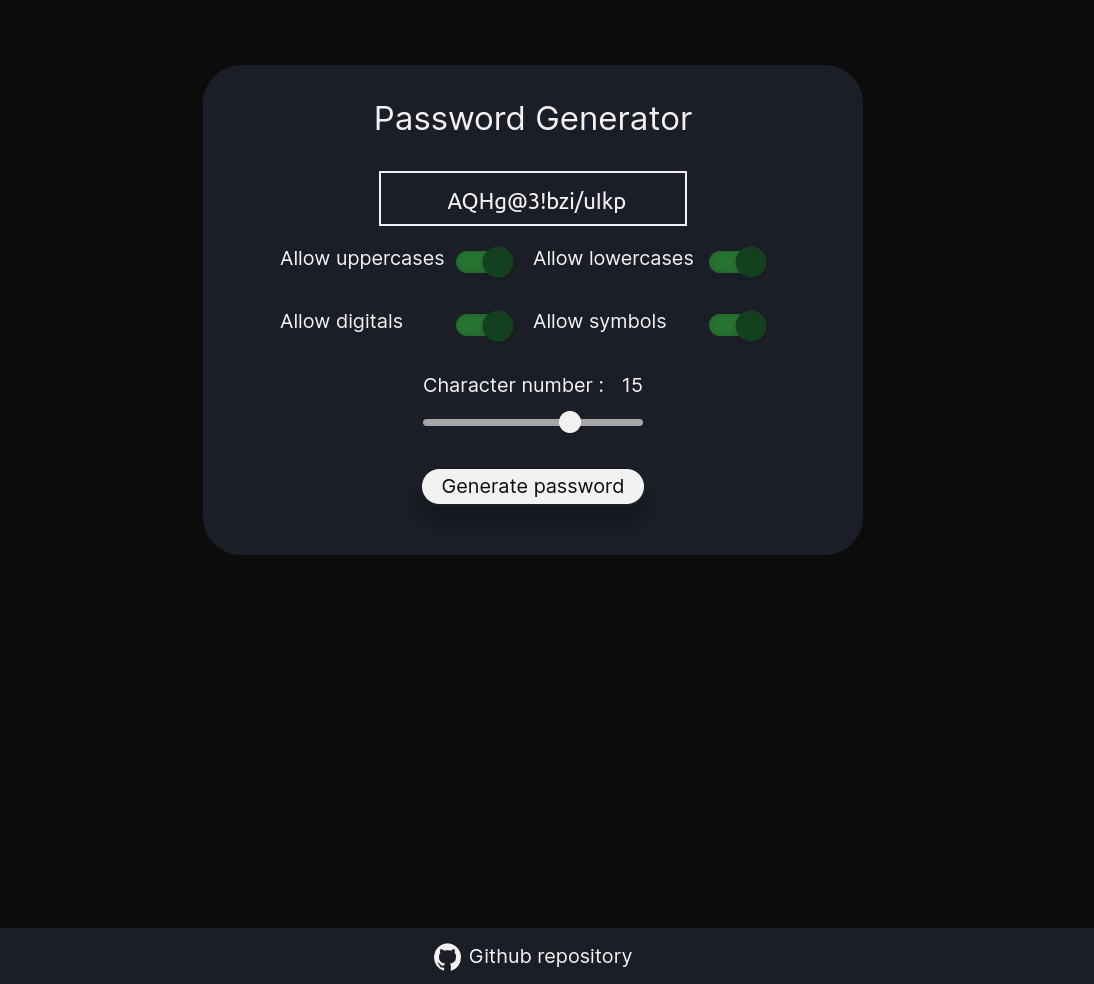 Password Generator
AQHg@3!bzi/uIkp
Allow uppercases Allow lowercases
Allow digitals Allow symbols
Character number : 15
Generate password
Github repository